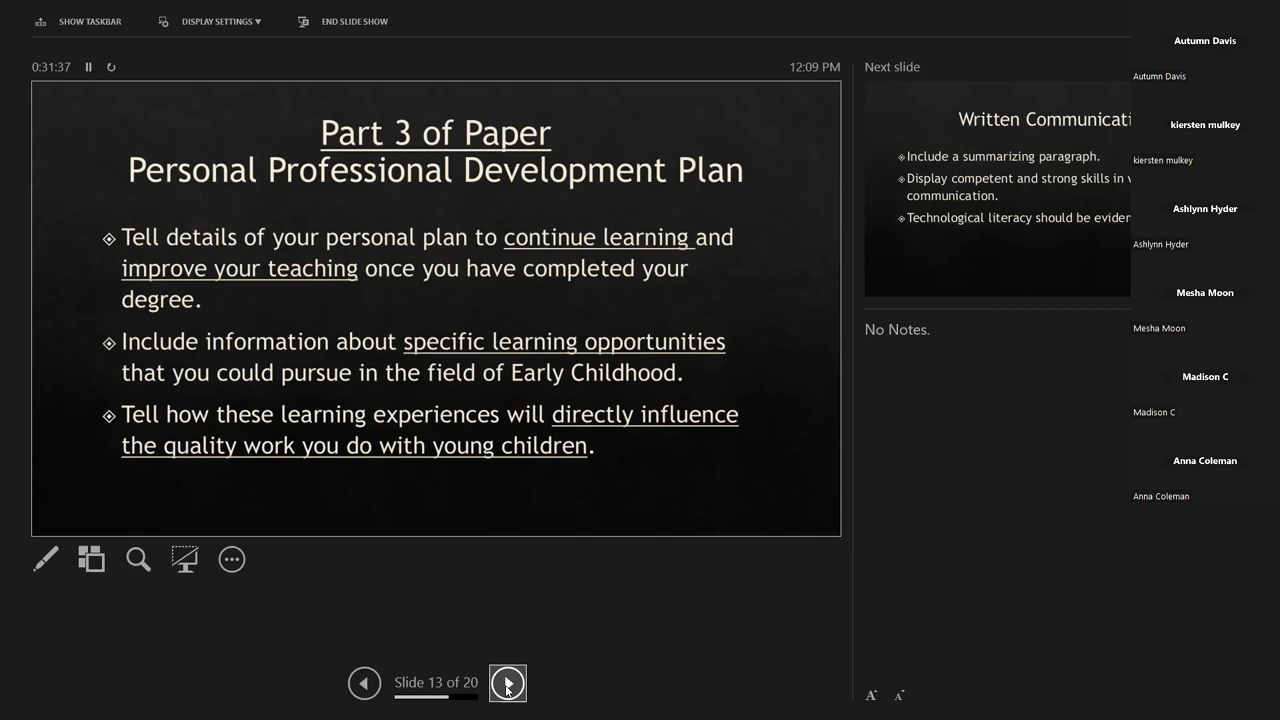 SHOW TASKBAR
DISPLAY SETTINGS ▼
END SLIDE SHOW
0:31:37
12:09 PM
Part 3 of Paper
Personal Professional Development Plan
Tell details of your personal plan to continue learning and
improve your teaching once you have completed your
degree.
Include information about specific learning opportunities
that you could pursue in the field of Early Childhood.
Tell how these learning experiences will directly influence
the quality work you do with young children.
Slide 13 of 20
Next slide
Written
Include a summarizing paragraph.
Display competent and strong skills in
communication.
Technological literacy should be
No Notes.
A A
Autumn Davis
Autumn Davis
kiersten mulkey
kiersten mulkey
Ashlynn Hyder
Ashlynn Hyder
Mesha Moon
Mesha Moon
Madison C
Madison C
Anna Coleman
Anna Coleman